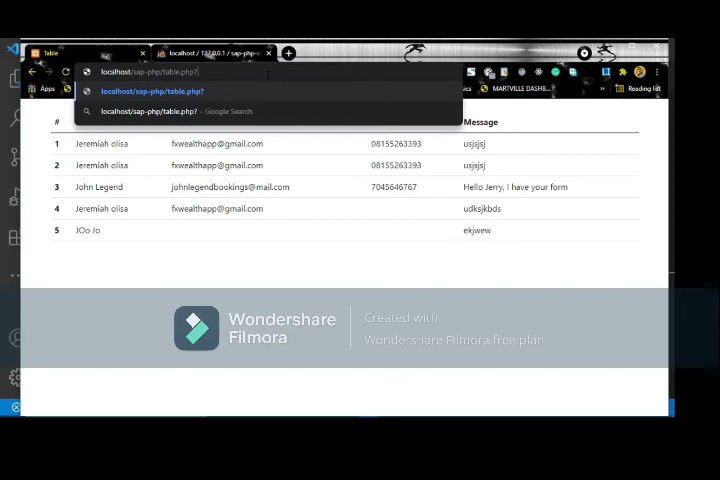 Table
localhost / 127.0.0.1 / sap-php-s
localhost/sap-php/table.php?
localhost/sap-php/table.php?
localhost/sap-php/table.php? - Google Search
Apps
MARTVILLE DASHB...
Reading list
# Message
1 Jeremiah olisa fxwealthapp@gmail.com 08155263393 usjsjsj
2 Jeremiah olisa fxwealthapp@gmail.com 08155263393 usjsjsj
3 John Legend johnlegendbookings@mail.com 7045646767 Hello Jerry, I have your form
4 Jeremiah olisa fxwealthapp@gmail.com udksjkbds
5 JOo Jo ekjwew
Wondershare
Filmora
Created with
Wondershare Filmora free plan